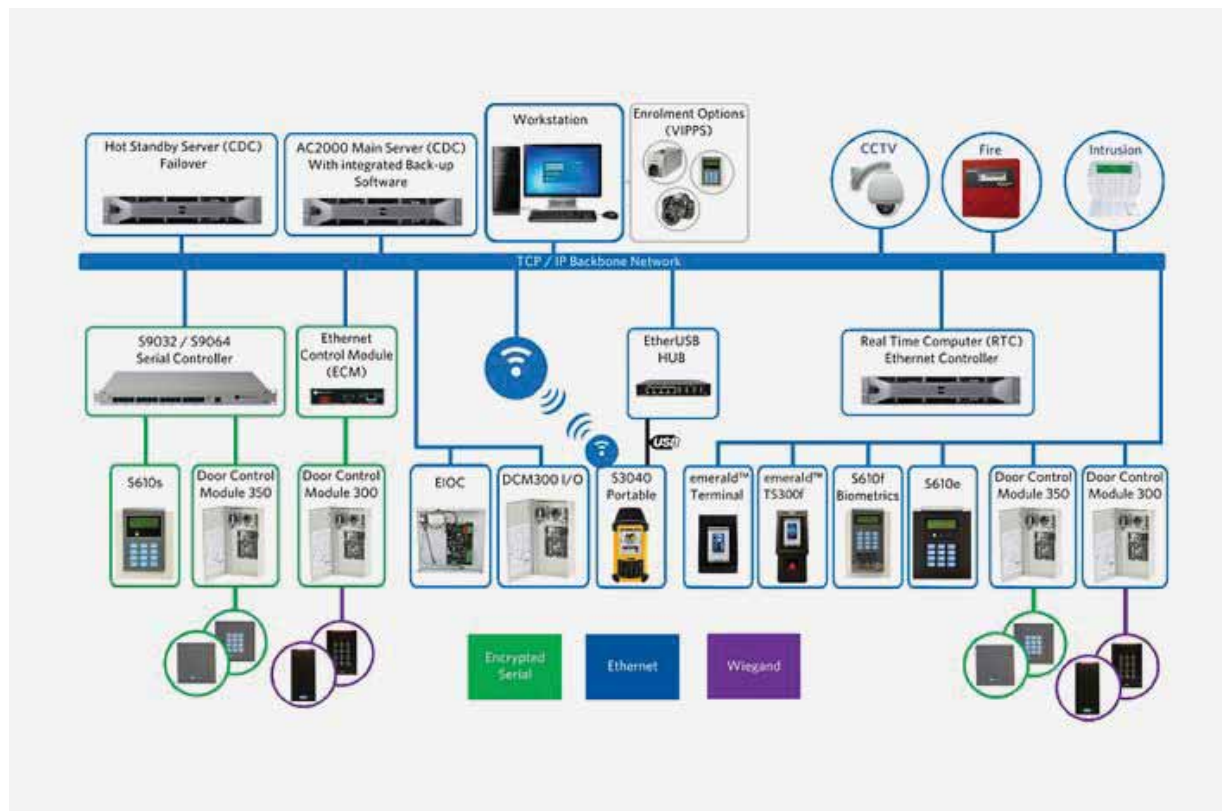 Hot Standby Server (CDC)
Failover
AC2000 Main Server (CDC)
With integrated Back-up
Software
Workstation
Enrolment Options
(VIPPS)
CCTV
Fire
Intrusion
TCP / IP Backbone Network
S9032 / S9064
Serial Controller
Ethernet
Control Module
(ECM)
EtherUSB
HUB
Real Time Computer (RTC)
Ethernet Controller
USB
S610s
Door Control
Module 350
Door Control
Module 300
EIOC
DCM300 I/O
S3040
Portable
emerald™
Terminal
emerald™
TS300f
S610f
Biometrics
S610e
Door Control
Module 350
Door Control
Module 300
Encrypted
Serial
Ethernet
Wiegand